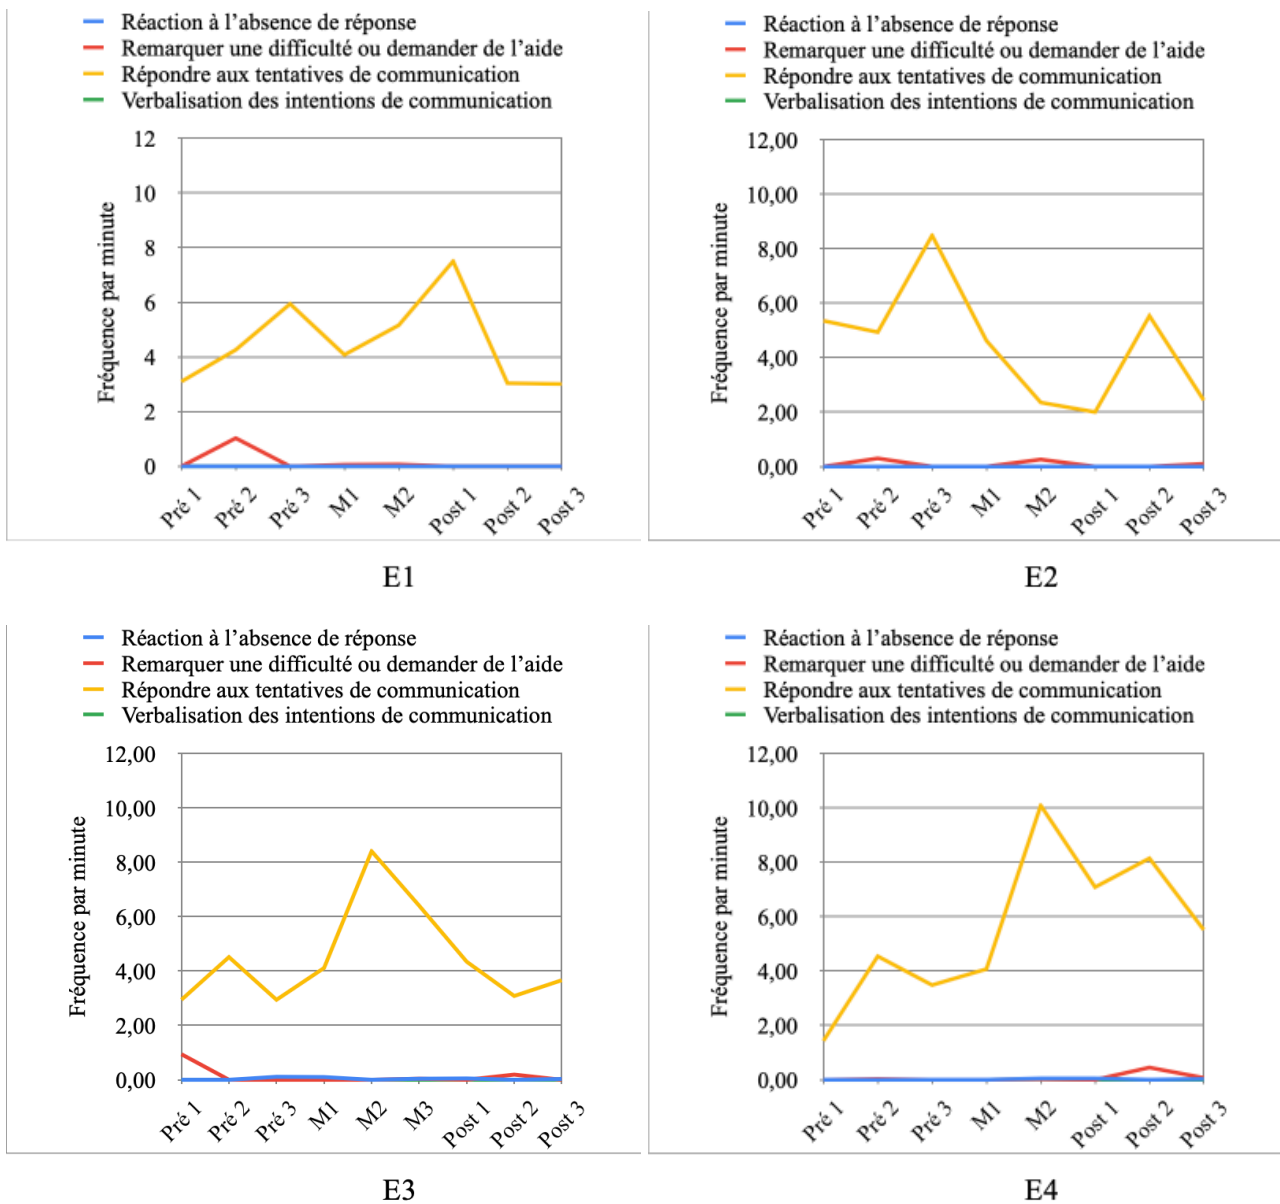 Réaction à l’absence de réponse
Remarquer une difficulté ou demander de l’aide
Répondre aux tentatives de communication
Verbalisation des intentions de communication
12
10
8
6
4
2
0
Fréquence par minute
Pré 1 Pré 2 Pré 3 M1 M2 Post 1 Post 2 Post 3
E1
Réaction à l’absence de réponse
Remarquer une difficulté ou demander de l’aide
Répondre aux tentatives de communication
Verbalisation des intentions de communication
12,00
10,00
8,00
6,00
4,00
2,00
0,00
Fréquence par minute
Pré 1 Pré 2 Pré 3 M1 M2 Post 1 Post 2 Post 3
E2
Réaction à l’absence de réponse
Remarquer une difficulté ou demander de l’aide
Répondre aux tentatives de communication
Verbalisation des intentions de communication
12,00
10,00
8,00
6,00
4,00
2,00
0,00
Fréquence par minute
Pré 1 Pré 2 Pré 3 M1 M2 M3 Post 1 Post 2 Post 3
E3
Réaction à l’absence de réponse
Remarquer une difficulté ou demander de l’aide
Répondre aux tentatives de communication
Verbalisation des intentions de communication
12,00
10,00
8,00
6,00
4,00
2,00
0,00
Fréquence par minute
Pré 1 Pré 2 Pré 3 M1 M2 Post 1 Post 2 Post 3
E4